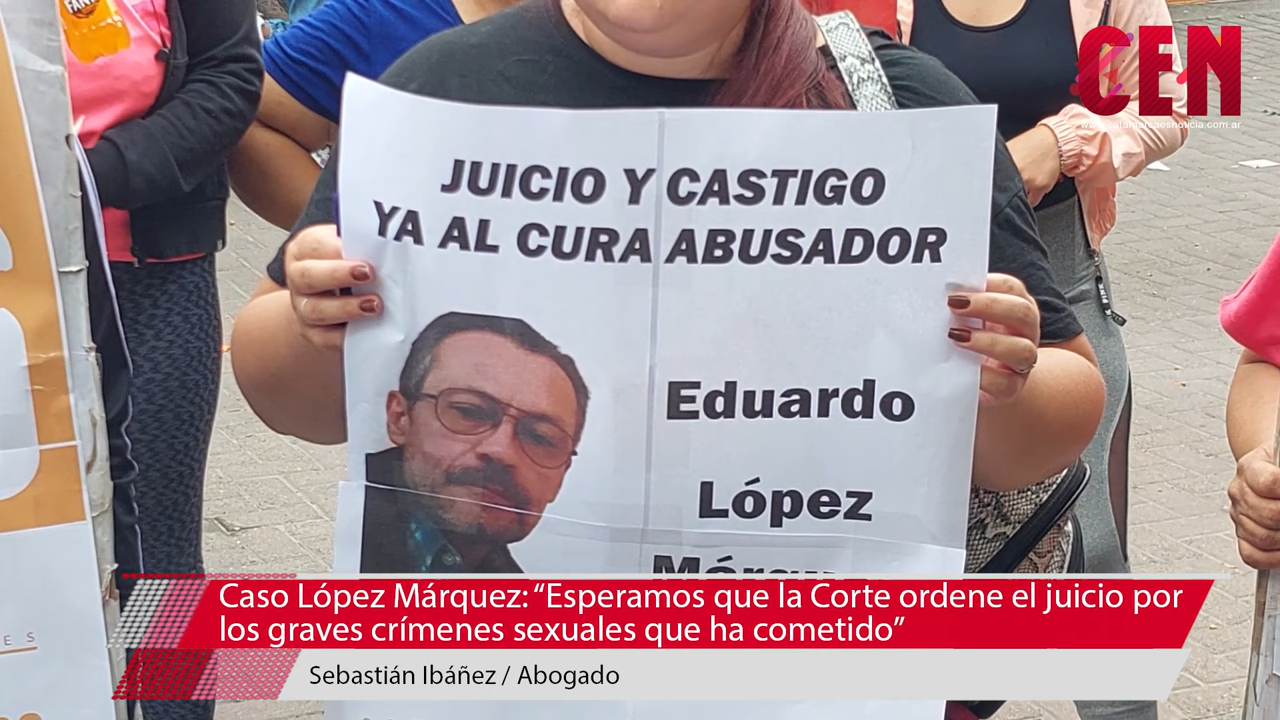 FANTA
CEN
JUICIO Y CASTIGO
YA AL CURA ABUSADOR
Eduardo
López
Caso López Márquez: “Esperamos que la Corte ordene el juicio por
los graves crímenes sexuales que ha cometido”
E S
Sebastián Ibáñez / Abogado